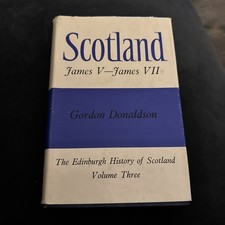 Scotland
James V—James VII
Gordon Donaldson
The Edinburgh History of Scotland
Volume Three